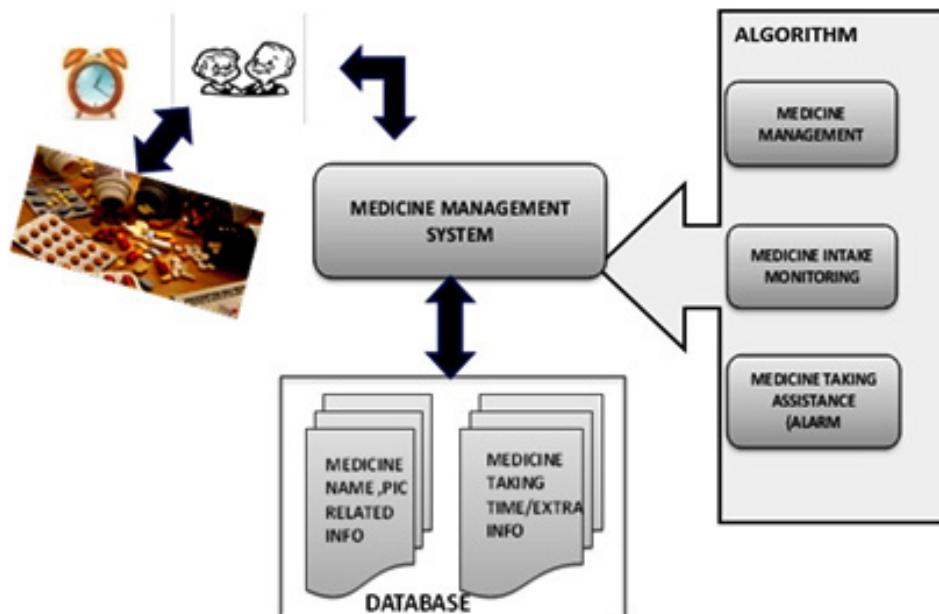 ALGORITHM
MEDICINE
MANAGEMENT
MEDICINE MANAGEMENT
SYSTEM
MEDICINE INTAKE
MONITORING
MEDICINE TAKING
ASSISTANCE
(ALARM
MEDICINE
NAME ,PIC
RELATED
INFO
MEDICINE
TAKING
TIME/EXTRA
INFO
DATABASE